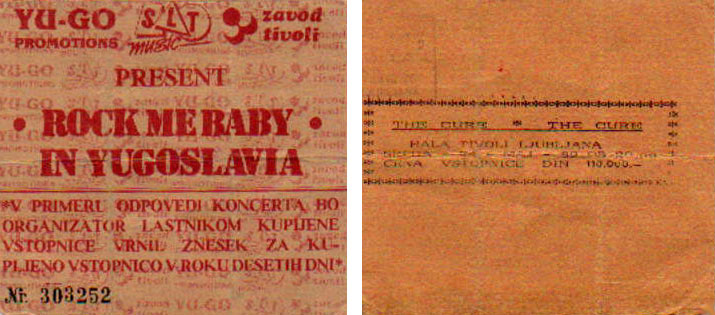 YU-GO
PROMOTIONS
S'L'T
MUSIC
zavod
tivoli
PRESENT
• ROCK ME BABY •
IN YUGOSLAVIA
*V PRIMERU ODPOVEDI KONCERTA BO
ORGANIZATOR LASTNIKOM KUPLJENE
VSTOPNICE VRNIL ZNESEK ZA KU-
PLJENO VSTOPNICO V ROKU DESETIH DNI*
Nr. 303252
THE CURE * THE CURE
HALA TIVOLI LJUBLJANA
CENA VSTOPNICE DIN 110.000.—